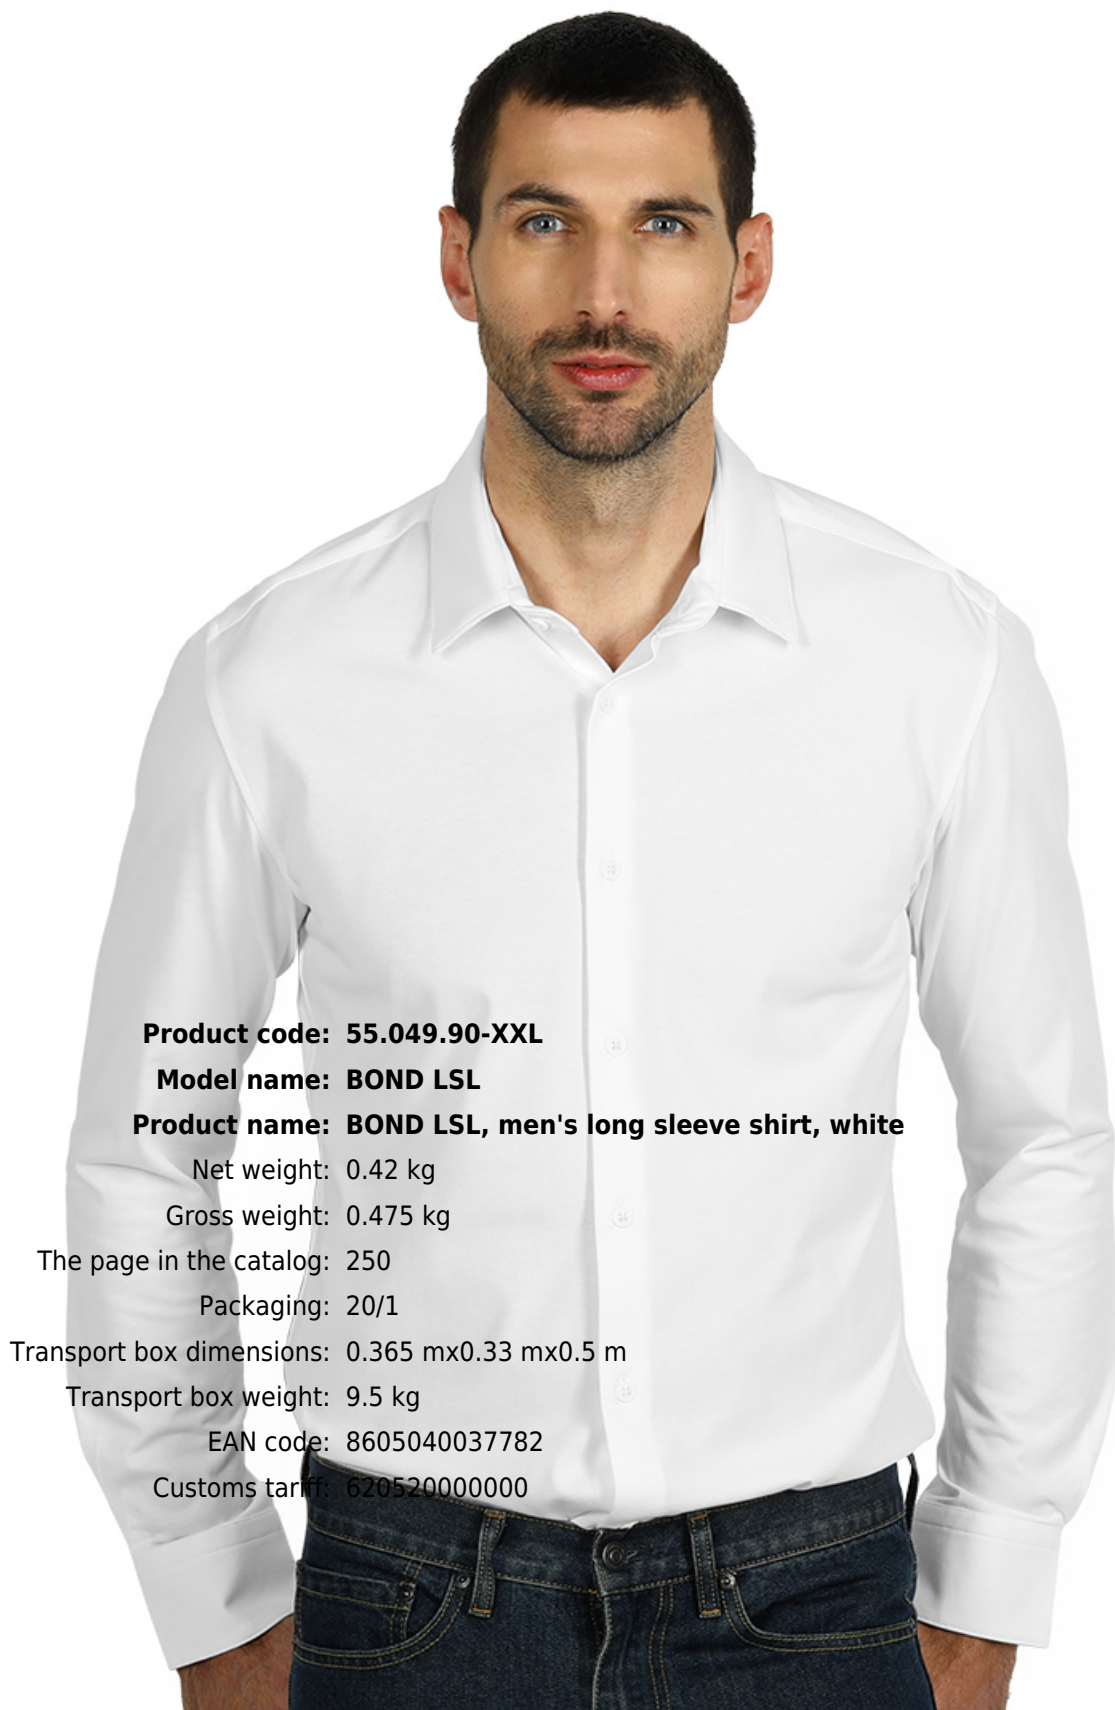 Product code: 55.049.90-XXL
Model name: BOND LSL
Product name: BOND LSL, men's long sleeve shirt, white
Net weight: 0.42 kg
Gross weight: 0.475 kg
The page in the catalog: 250
Packaging: 20/1
Transport box dimensions: 0.365 mx0.33 mx0.5 m
Transport box weight: 9.5 kg
EAN code: 8605040037782
Customs tariff: 620520000000